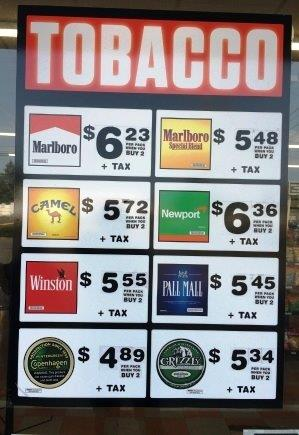 TOBACCO
Marlboro
$6.23
PER PACK
WHEN YOU
BUY 2
+ TAX
Marlboro
Special Blend
$5.48
PER PACK
WHEN YOU
BUY 2
+ TAX
CAMEL
$5.72
PER PACK
WHEN YOU
BUY 2
+ TAX
Newport
$6.36
PER PACK
WHEN YOU
BUY 2
+ TAX
Winston
$5.55
PER PACK
WHEN YOU
BUY 2
+ TAX
PALL MALL
$5.45
PER PACK
WHEN YOU
BUY 2
+ TAX
WINTERGREEN
Copenhagen
$4.89
PER PACK
WHEN YOU
BUY 2
+ TAX
GRIZZLY
$5.34
PER PACK
WHEN YOU
BUY 2
+ TAX